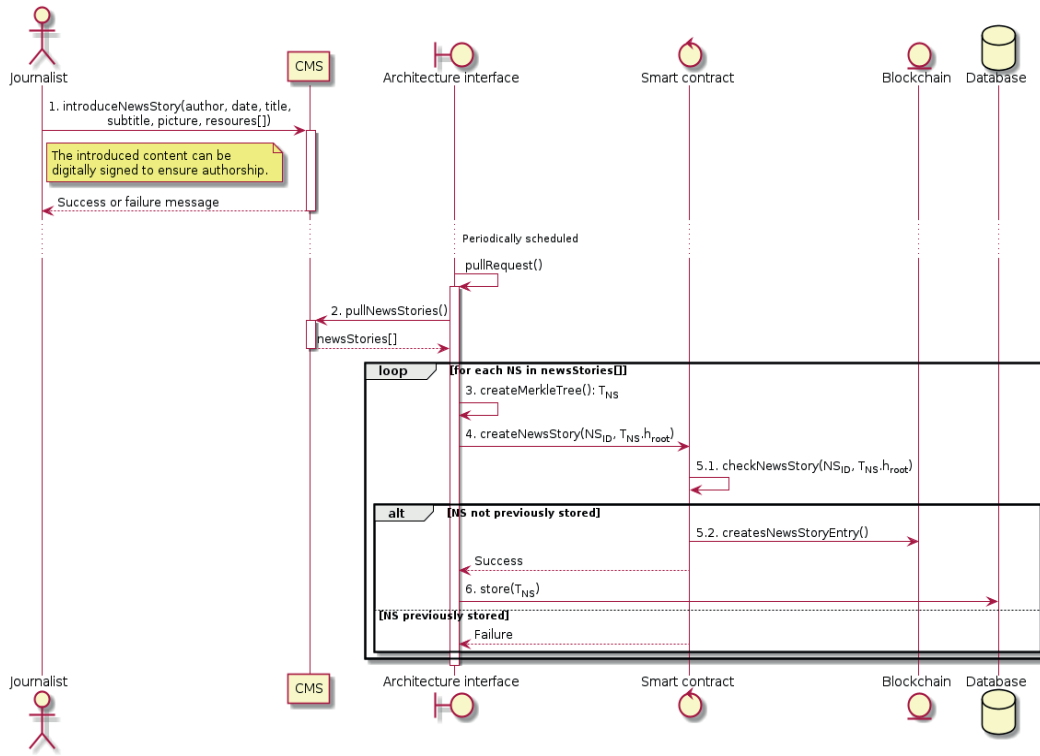 Journalist
CMS
Architecture interface
Smart contract
Blockchain
Database
1. introduceNewsStory(author, date, title,
subtitle, picture, resoures[])
The introduced content can be
digitally signed to ensure authorship.
Success or failure message
Periodically scheduled
pullRequest()
2. pullNewsStories()
newsStories[]
loop
[for each NS in newsStories[]]
3. createMerkleTree(): TNS
4. createNewsStory(NSID, TNS.hroot)
5.1. checkNewsStory(NSID, TNS.hroot)
alt
[NS not previously stored]
5.2. createsNewsStoryEntry()
Success
6. store(TNS)
[NS previously stored]
Failure
Journalist
CMS
Architecture interface
Smart contract
Blockchain
Database